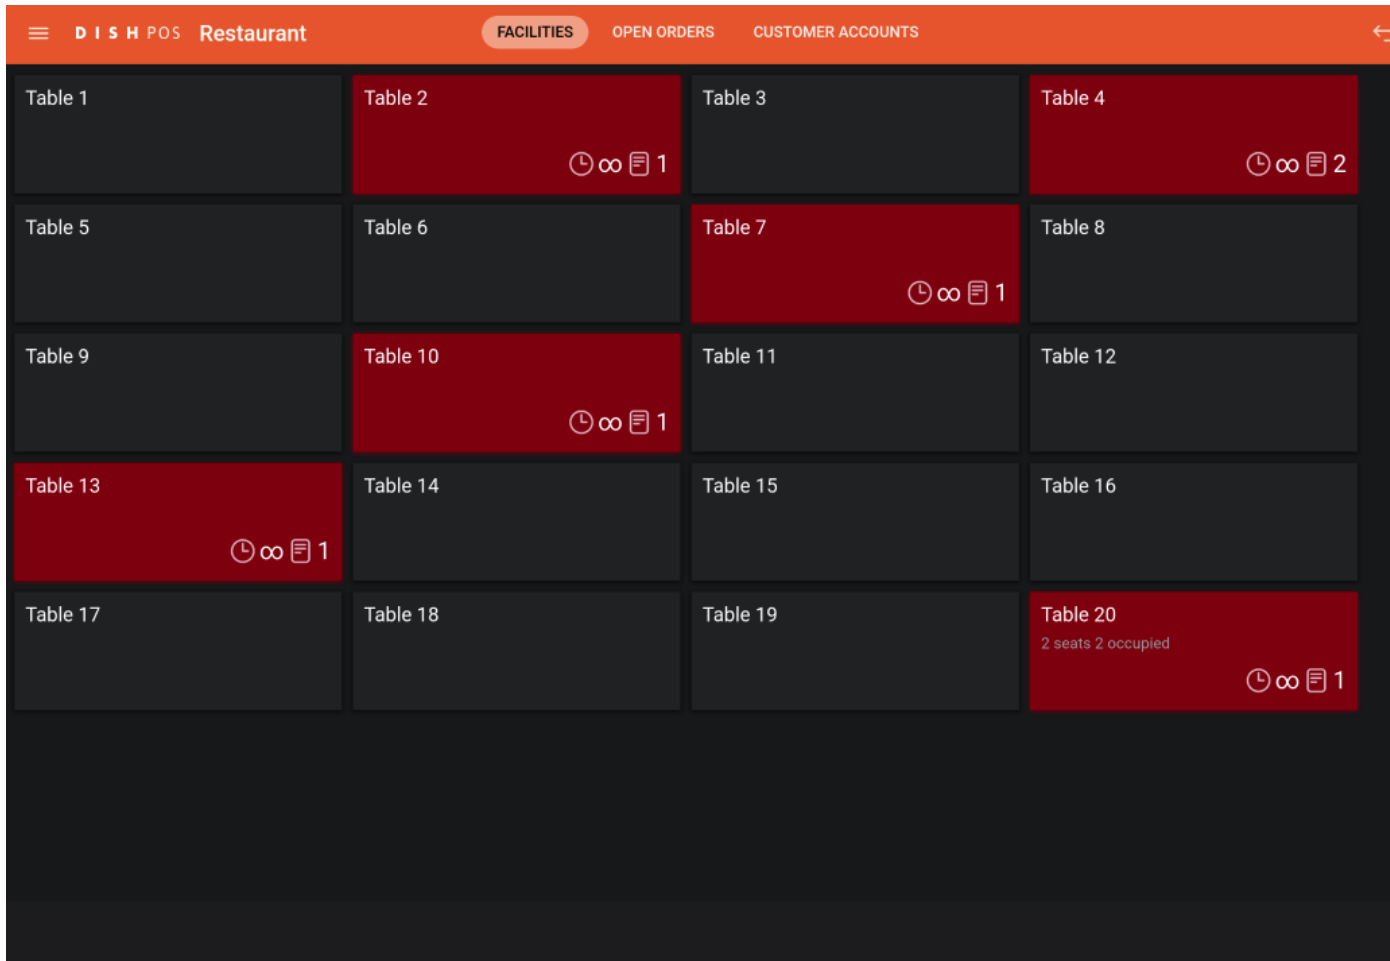 DISH POS Restaurant FACILITIES OPEN ORDERS CUSTOMER ACCOUNTS
Table 1
Table 2
∞ 1
Table 3
Table 4
∞ 2
Table 5
Table 6
Table 7
∞ 1
Table 8
Table 9
Table 10
∞ 1
Table 11
Table 12
Table 13
∞ 1
Table 14
Table 15
Table 16
Table 17
Table 18
Table 19
Table 20
2 seats 2 occupied
∞ 1